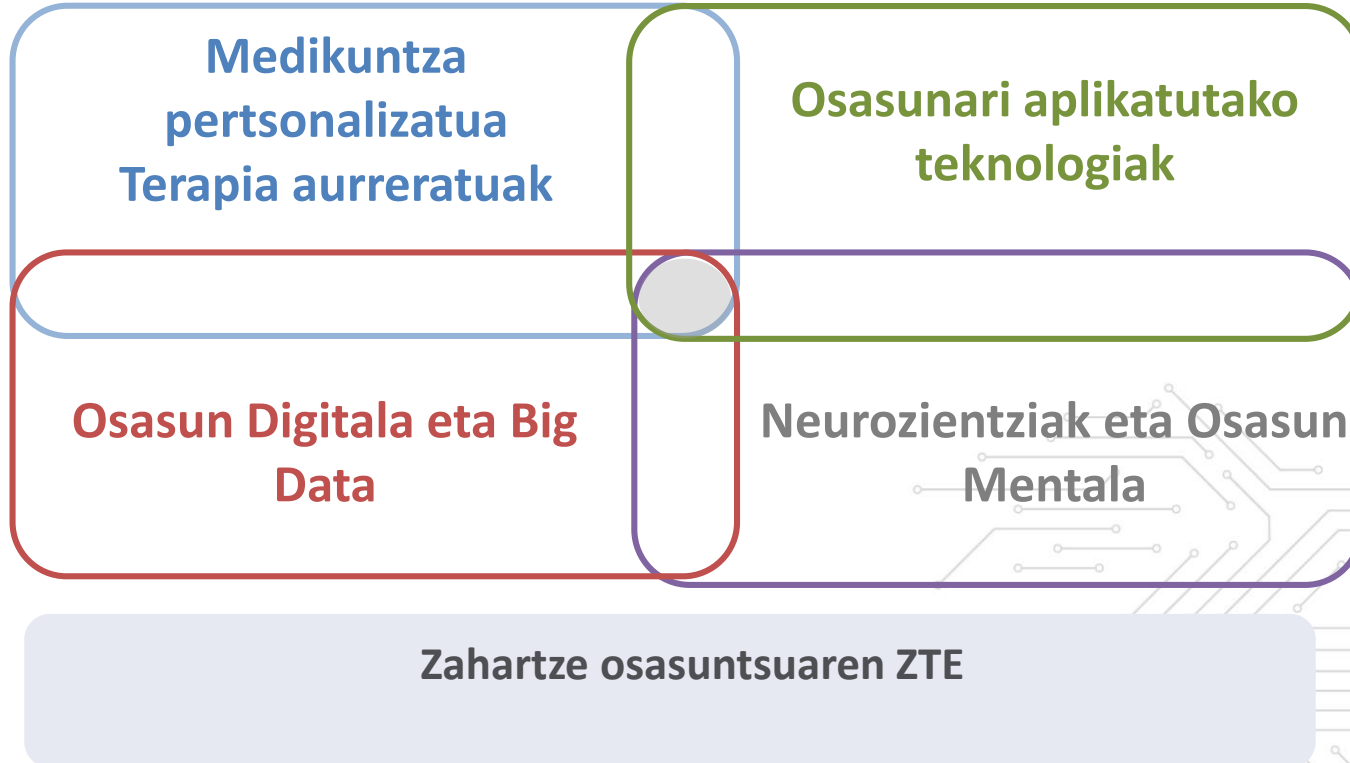 Medikuntza
pertsonalizatua
Terapia aurreratuak
Osasunari aplikatutako
teknologiak
Osasun Digitala eta Big
Data
Neurozientziak eta Osasun
Mentala
Zahartze osasuntsuaren ZTE